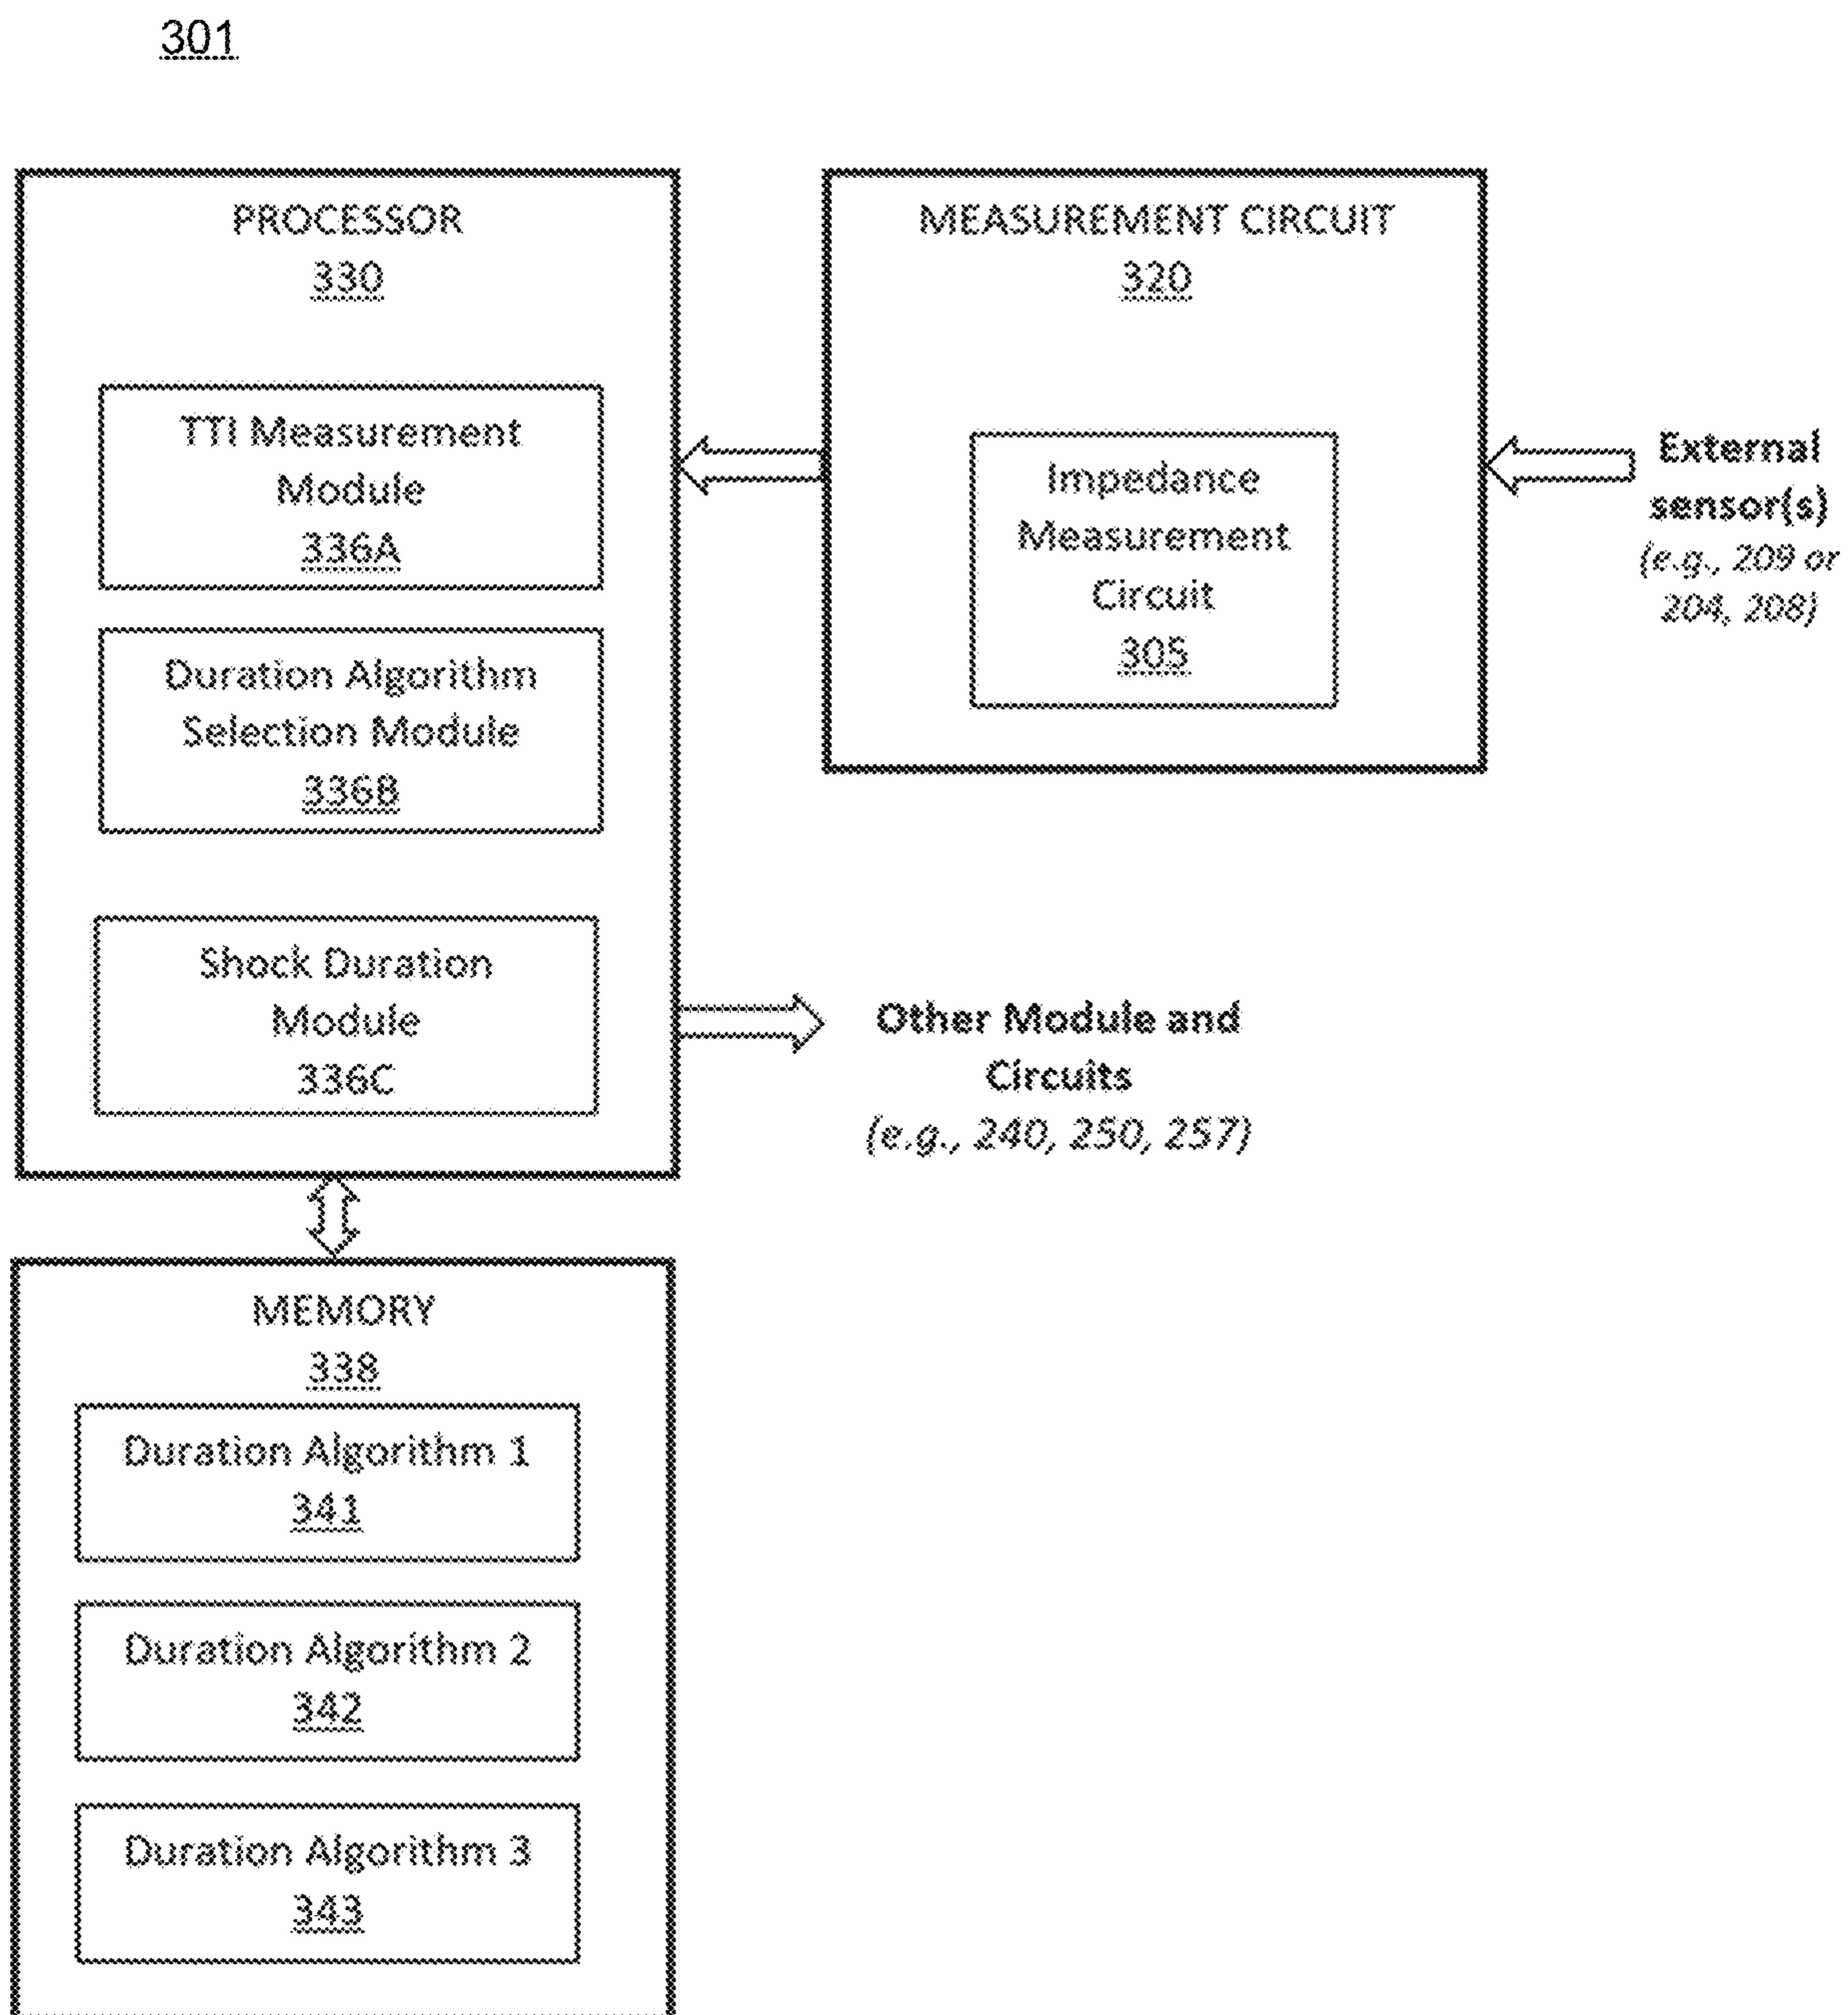 301
PROCESSOR
330
TTI Measurement
Module
336A
Duration Algorithm
Selection Module
336B
Shock Duration
Module
336C
MEASUREMENT CIRCUIT
320
Impedance
Measurement
Circuit
305
External
sensor(s)
(e.g., 209 or
204, 208)
Other Module and
Circuits
(e.g., 240, 250, 257)
MEMORY
338
Duration Algorithm 1
341
Duration Algorithm 2
342
Duration Algorithm 3
343